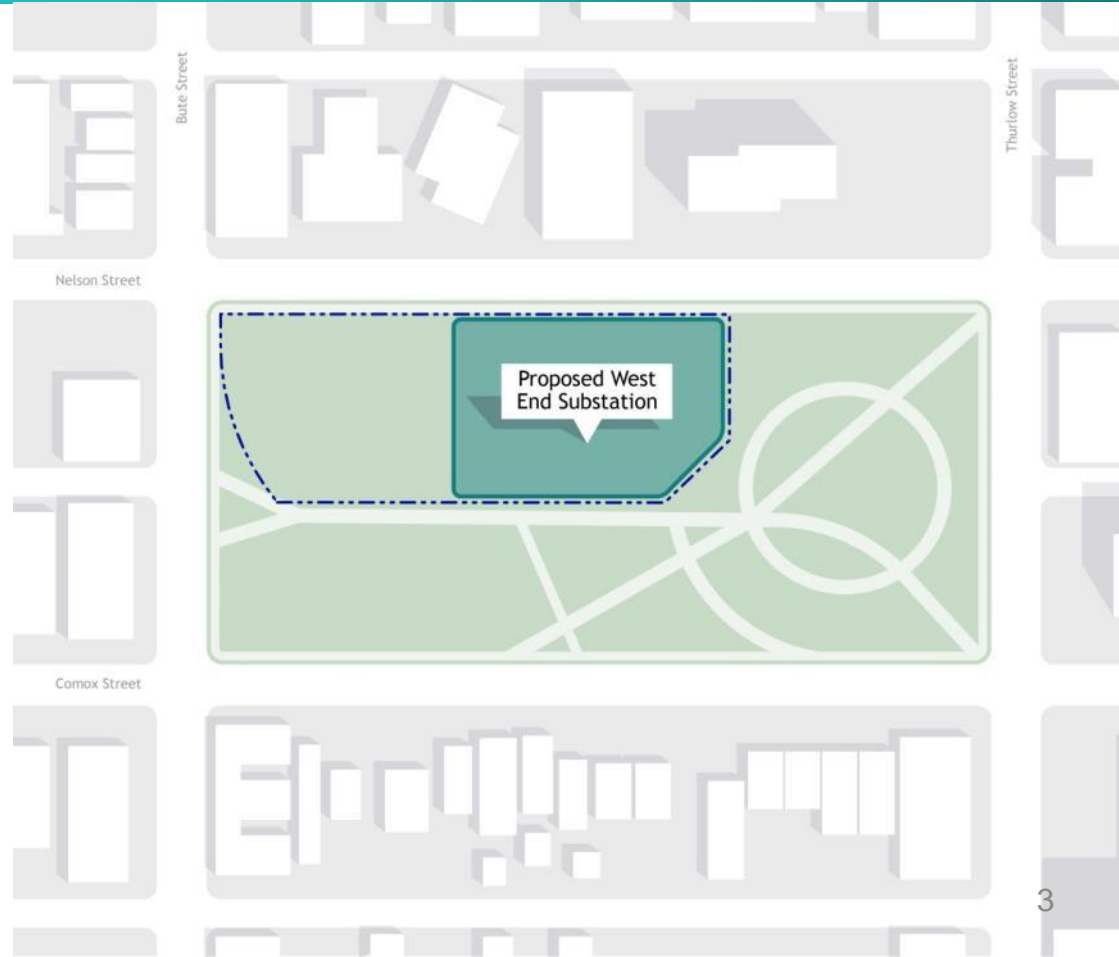 Bute Street
Thurlow Street
Nelson Street
Proposed West
End Substation
Comox Street
3